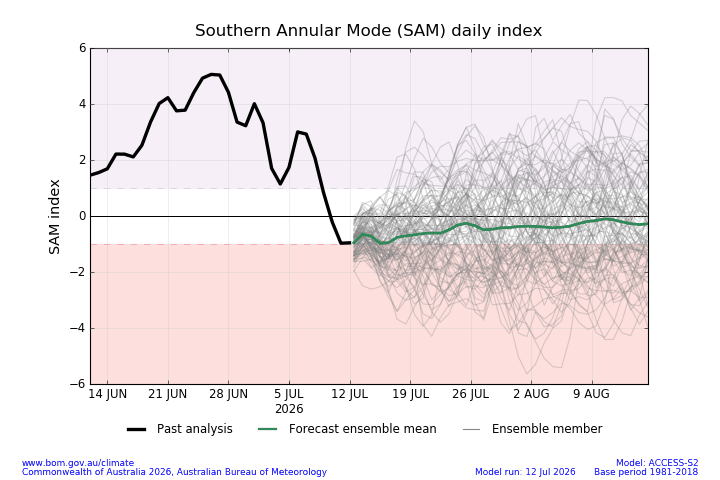 Southern Annular Mode (SAM) daily index
6
4
2
0
−2
−4
−6
SAM index
14 JUN 21 JUN 28 JUN 5 JUL 12 JUL 19 JUL 26 JUL 2 AUG 9 AUG
2026
Past analysis Forecast ensemble mean Ensemble member
www.bom.gov.au/climate Model: ACCESS-S2
Commonwealth of Australia 2026, Australian Bureau of Meteorology Model run: 12 Jul 2026 Base period 1981-2018